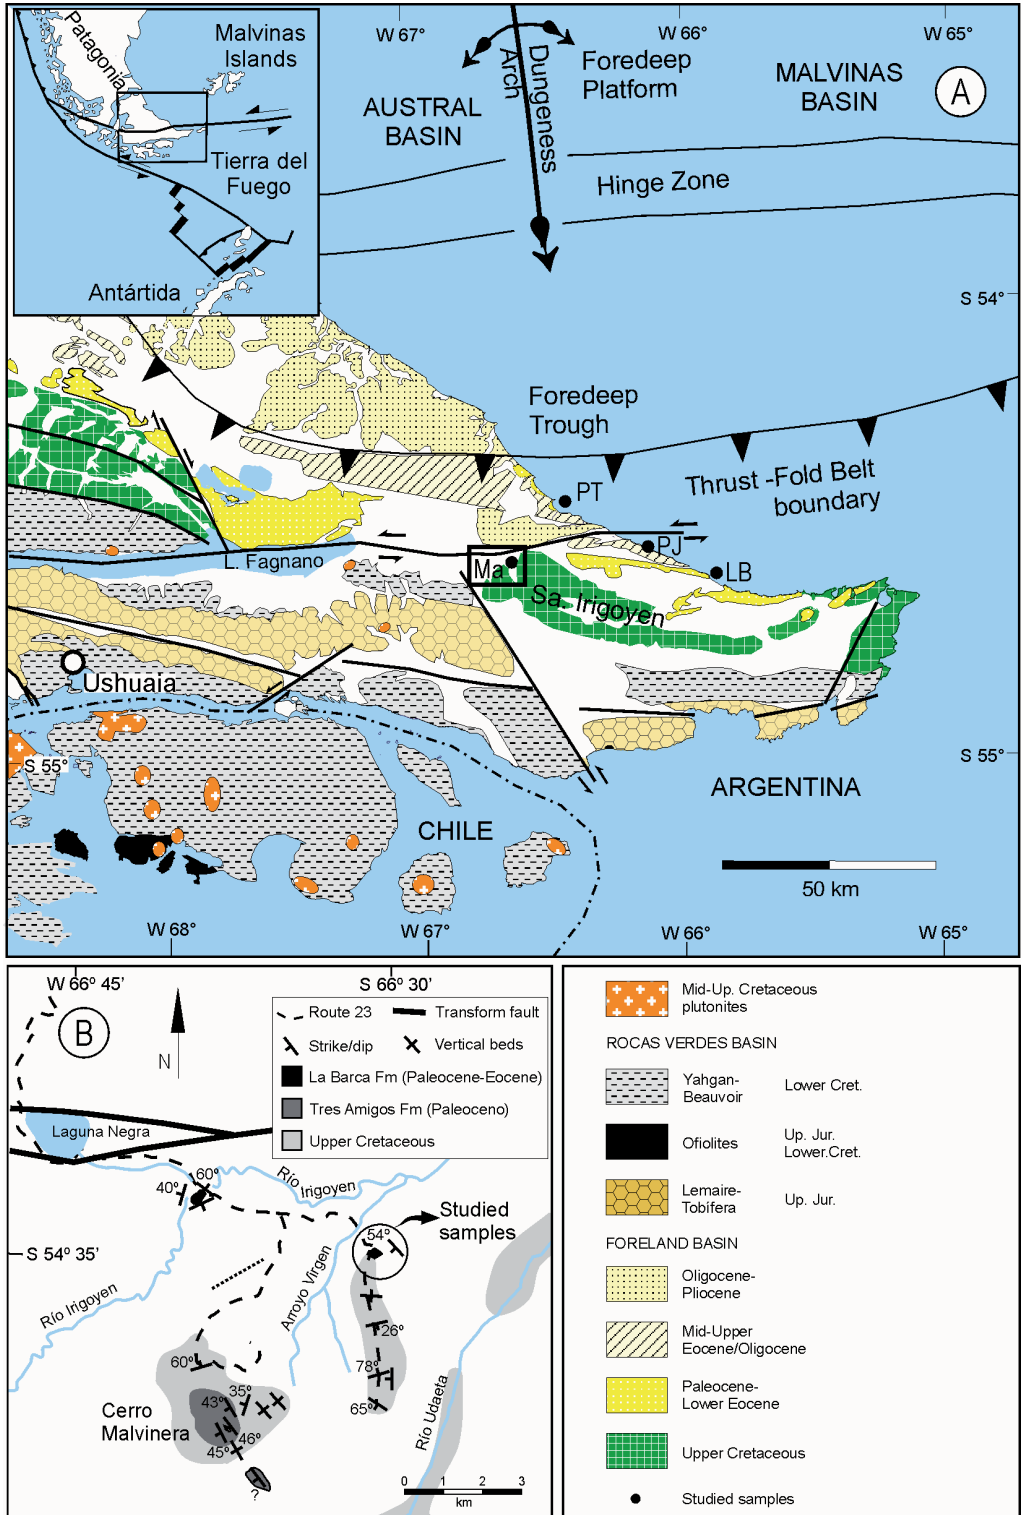 Patagonia
Malvinas
Islands
Tierra del
Fuego
Antártida
W 67°
W 66°
W 65°
Dungeness
Arch
Foredeep
Platform
MALVINAS
BASIN
A
AUSTRAL
BASIN
Hinge Zone
S 54°
Foredeep
Trough
Thrust -Fold Belt
boundary
PT
PJ
LB
L. Fagnano
Ma
Sa. Irigoyen
Ushuaia
S 55°
S 55°
ARGENTINA
CHILE
50 km
W 68°
W 67°
W 66°
W 65°
W 66° 45'
S 66° 30'
B
N
Route 23
Transform fault
Strike/dip
Vertical beds
La Barca Fm (Paleocene-Eocene)
Tres Amigos Fm (Paleoceno)
Upper Cretaceous
Laguna Negra
Río Irigoyen
60°
40°
Studied
samples
54°
S 54° 35'
Arroyo Virgen
Río Irigoyen
26°
60°
78°
35°
43°
65°
Cerro
Malvinera
46°
45°
Río Udaeta
?
0 1 2 3
km
Mid-Up. Cretaceous
plutonites
ROCAS VERDES BASIN
Yahgan-
Beauvoir
Lower Cret.
Ofiolites
Up. Jur.
Lower.Cret.
Lemaire-
Tobifera
Up. Jur.
FORELAND BASIN
Oligocene-
Pliocene
Mid-Upper
Eocene/Oligocene
Paleocene-
Lower Eocene
Upper Cretaceous
Studied samples